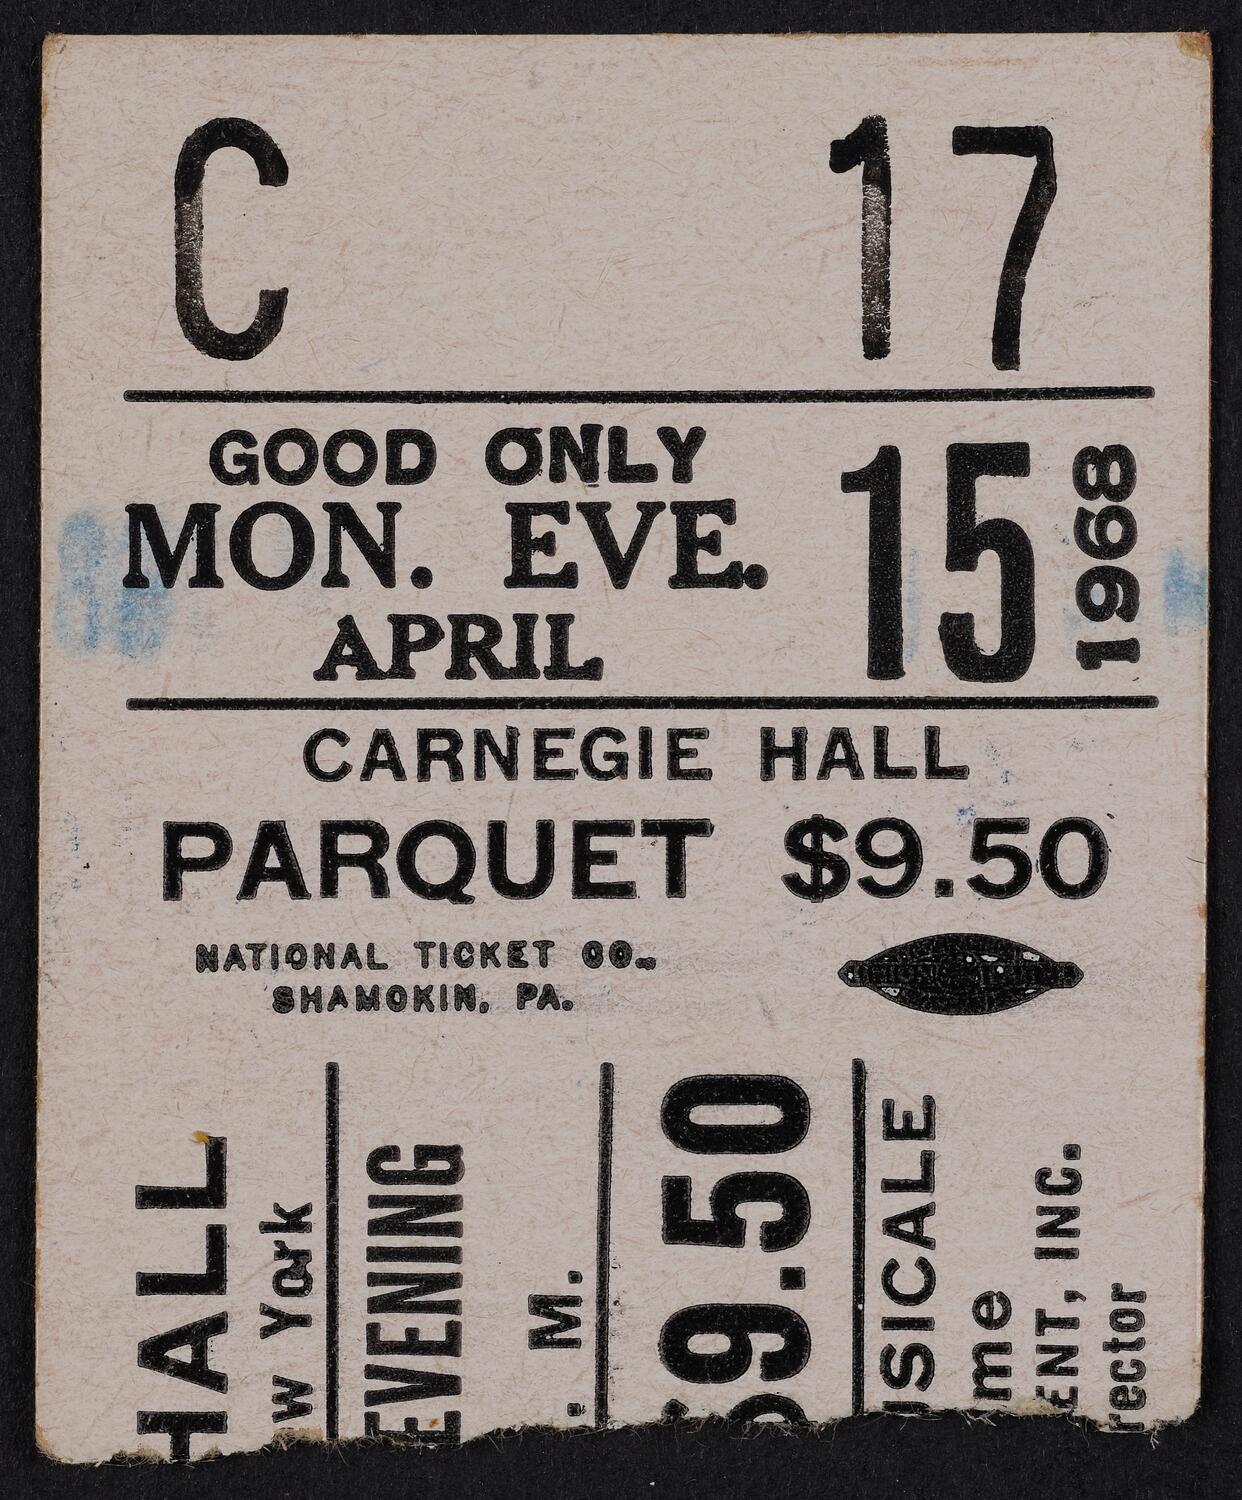 C 17
GOOD ONLY
MON. EVE.
APRIL
15
1968
CARNEGIE HALL
PARQUET $9.50
NATIONAL TICKET CO.
SHAMOKIN, PA.
HALL
w York
EVENING
. M.
$9.50
USICALE
me
ENT, INC.
rector